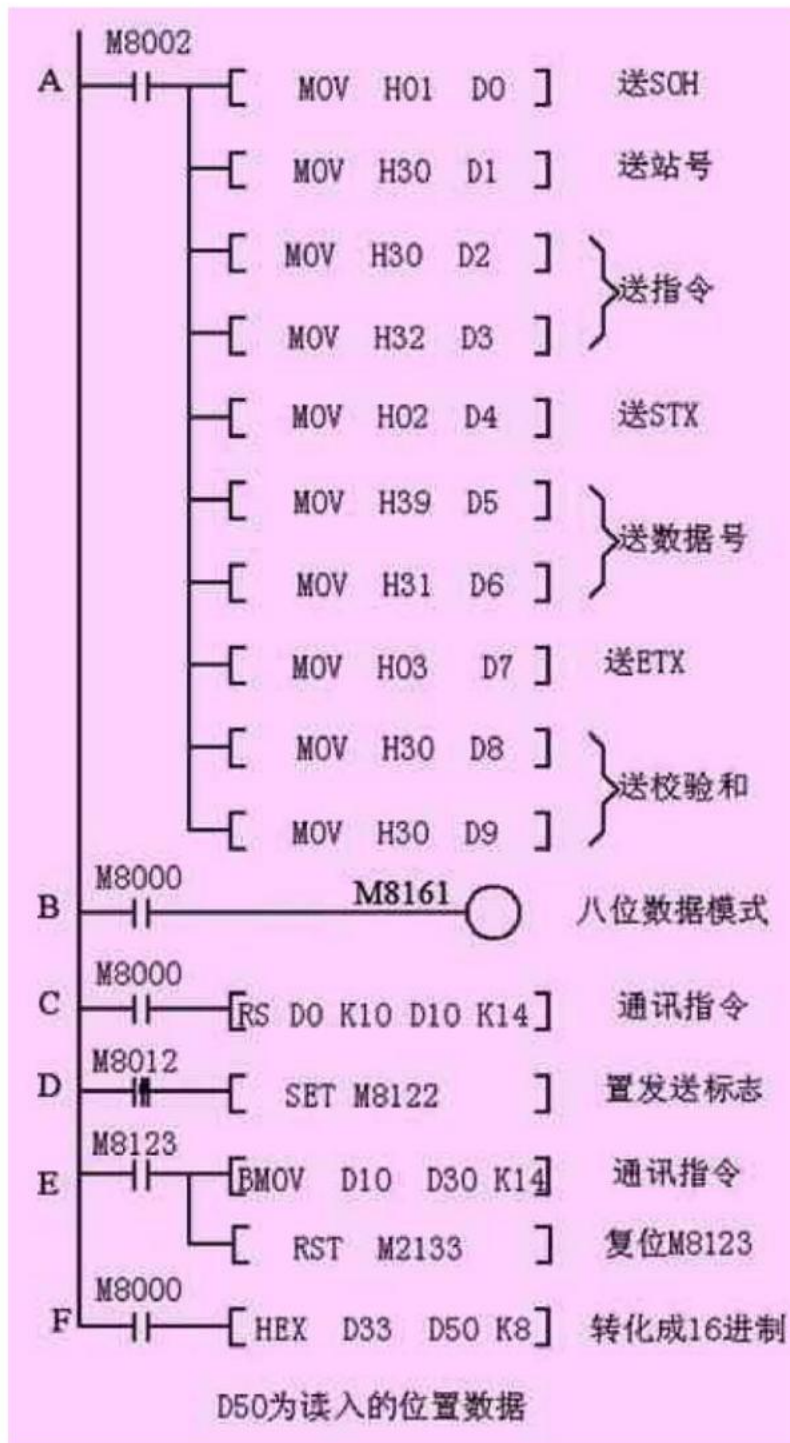 M8002
A MOV H01 D0 送SOH
MOV H30 D1 送站号
MOV H30 D2
送指令
MOV H32 D3
MOV H02 D4 送STX
MOV H39 D5
送数据号
MOV H31 D6
MOV H03 D7 送ETX
MOV H30 D8
送校验和
MOV H30 D9
M8000
B M8161 八位数据模式
M8000
C RS D0 K10 D10 K14 通讯指令
M8012
D SET M8122 置发送标志
M8123
E BMOV D10 D30 K14 通讯指令
RST M2133 复位M8123
M8000
F HEX D33 D50 K8 转化成16进制
D50为读入的位置数据